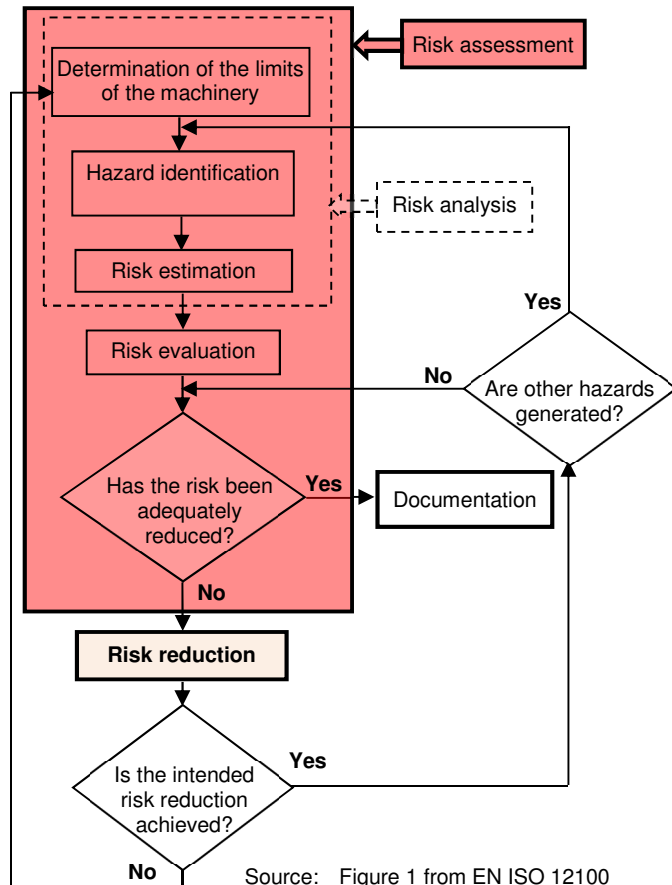 Risk assessment
Determination of the limits
of the machinery
Hazard identification
Risk analysis
Risk estimation
Yes
Risk evaluation
No
Are other hazards
generated?
Has the risk been
adequately
reduced?
Yes
Documentation
No
Risk reduction
Is the intended
risk reduction
achieved?
Yes
No
Source: Figure 1 from EN ISO 12100